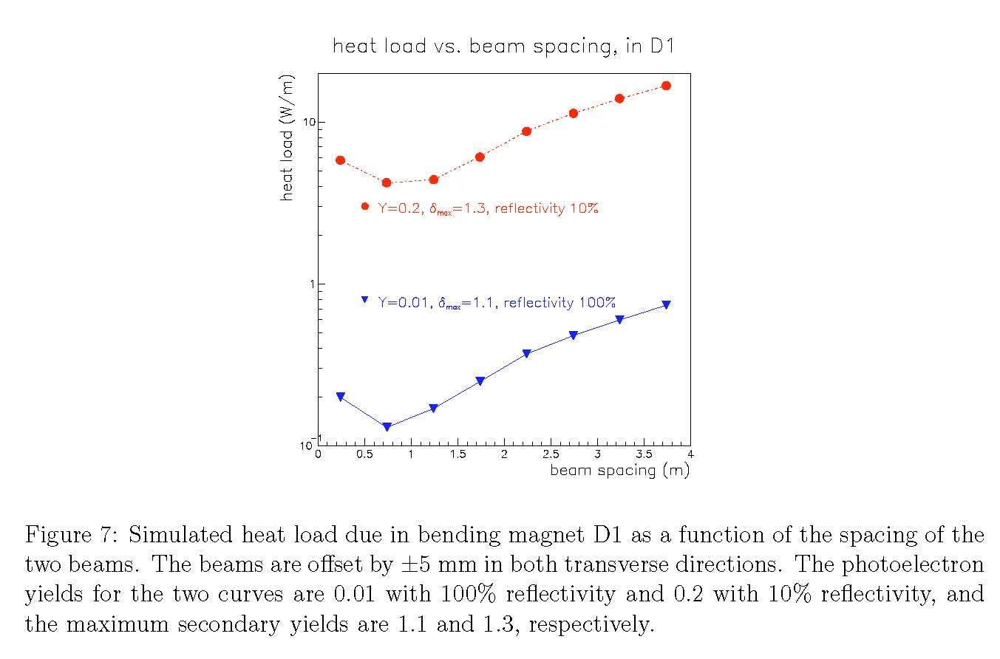 heat load vs. beam spacing, in D1
heat load (W/m)
10
1
10⁻¹
Y=0.2, δmax=1.3, reflectivity 10%
Y=0.01, δmax=1.1, reflectivity 100%
0 0.5 1 1.5 2 2.5 3 3.5 4
beam spacing (m)
Figure 7: Simulated heat load due in bending magnet D1 as a function of the spacing of the
two beams. The beams are offset by ±5 mm in both transverse directions. The photoelectron
yields for the two curves are 0.01 with 100% reflectivity and 0.2 with 10% reflectivity, and
the maximum secondary yields are 1.1 and 1.3, respectively.